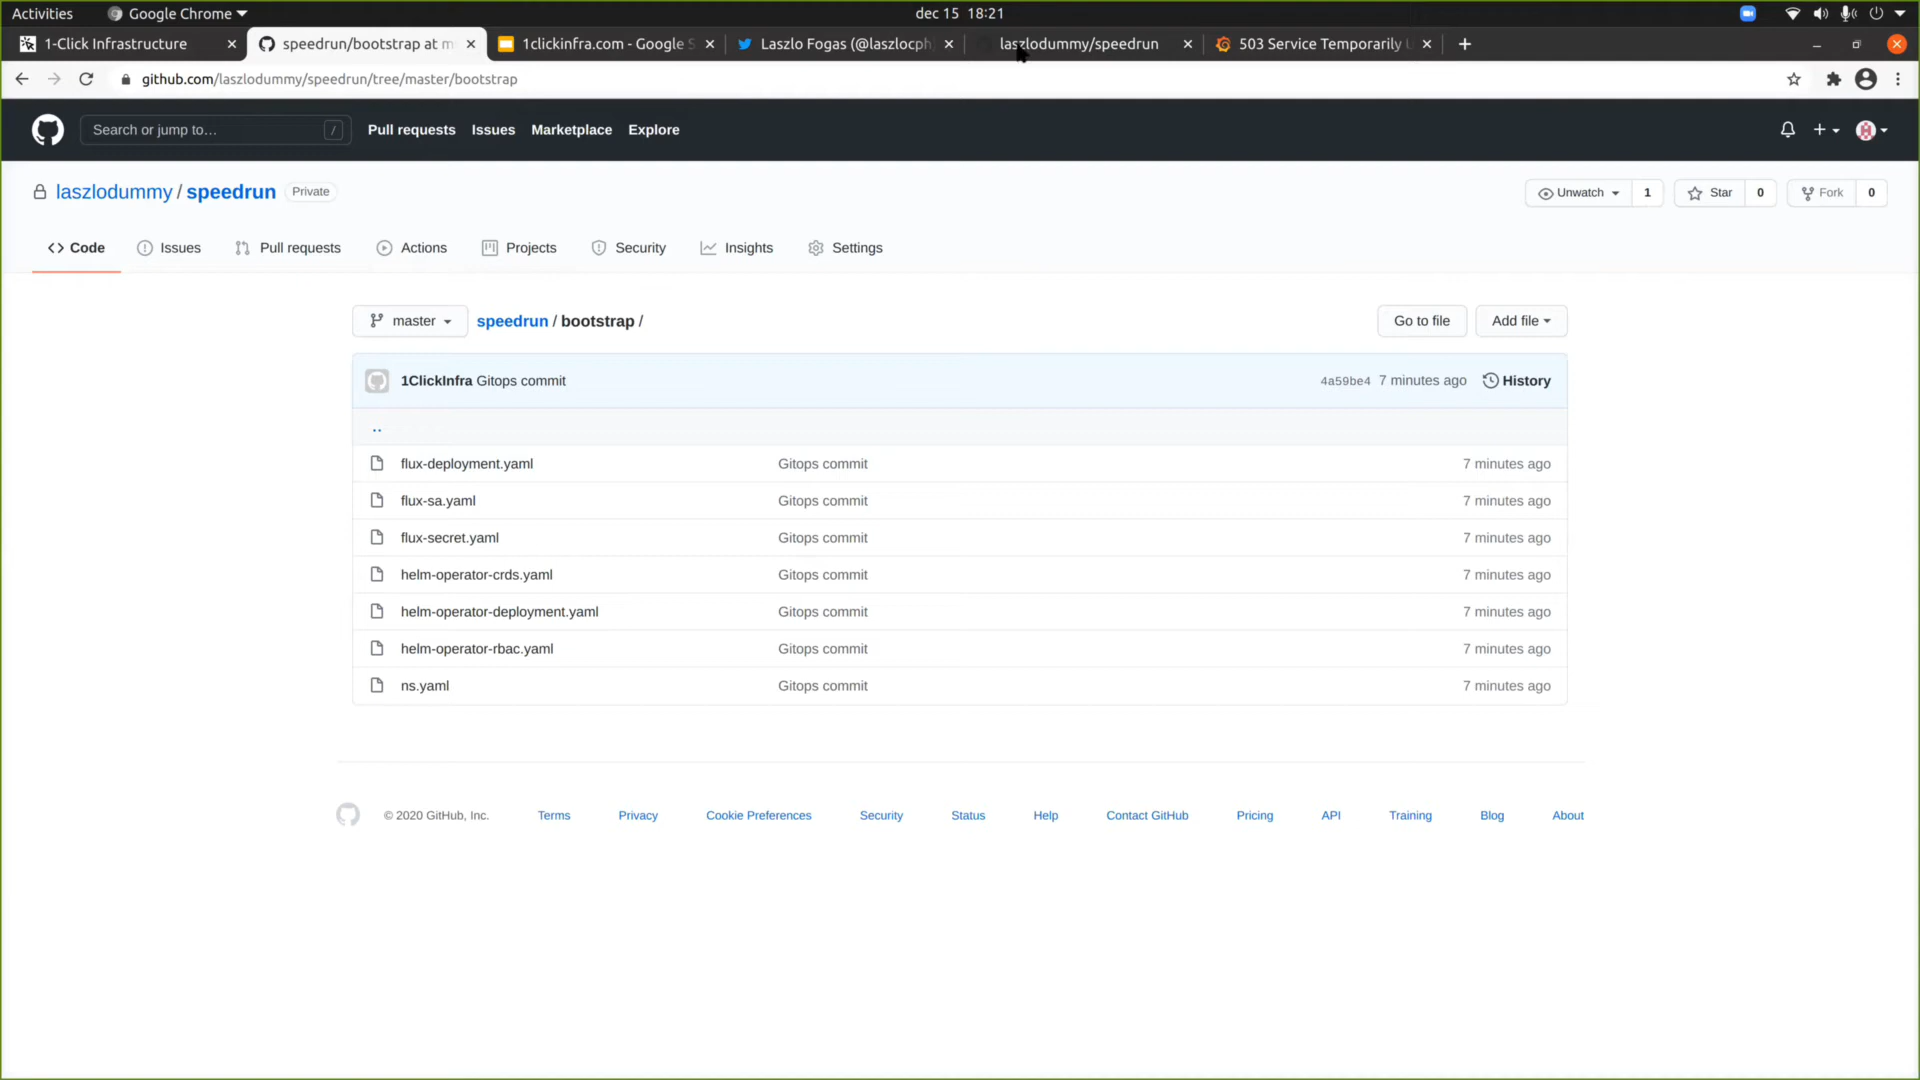 Activities
Google Chrome
dec 15 18:21
1-Click Infrastructure
speedrun/bootstrap at m
1clickinfra.com - Google S
Laszlo Fogas (@laszlocph
laszlodummy/speedrun
503 Service Temporarily U
github.com/laszlodummy/speedrun/tree/master/bootstrap
Search or jump to…
/
Pull requests
Issues
Marketplace
Explore
laszlodummy / speedrun
Private
Unwatch
1
Star
0
Fork
0
Code
Issues
Pull requests
Actions
Projects
Security
Insights
Settings
master
speedrun / bootstrap /
Go to file
Add file
1ClickInfra Gitops commit
4a59be4 7 minutes ago
History
..
flux-deployment.yaml Gitops commit 7 minutes ago
flux-sa.yaml Gitops commit 7 minutes ago
flux-secret.yaml Gitops commit 7 minutes ago
helm-operator-crds.yaml Gitops commit 7 minutes ago
helm-operator-deployment.yaml Gitops commit 7 minutes ago
helm-operator-rbac.yaml Gitops commit 7 minutes ago
ns.yaml Gitops commit 7 minutes ago
© 2020 GitHub, Inc.
Terms
Privacy
Cookie Preferences
Security
Status
Help
Contact GitHub
Pricing
API
Training
Blog
About